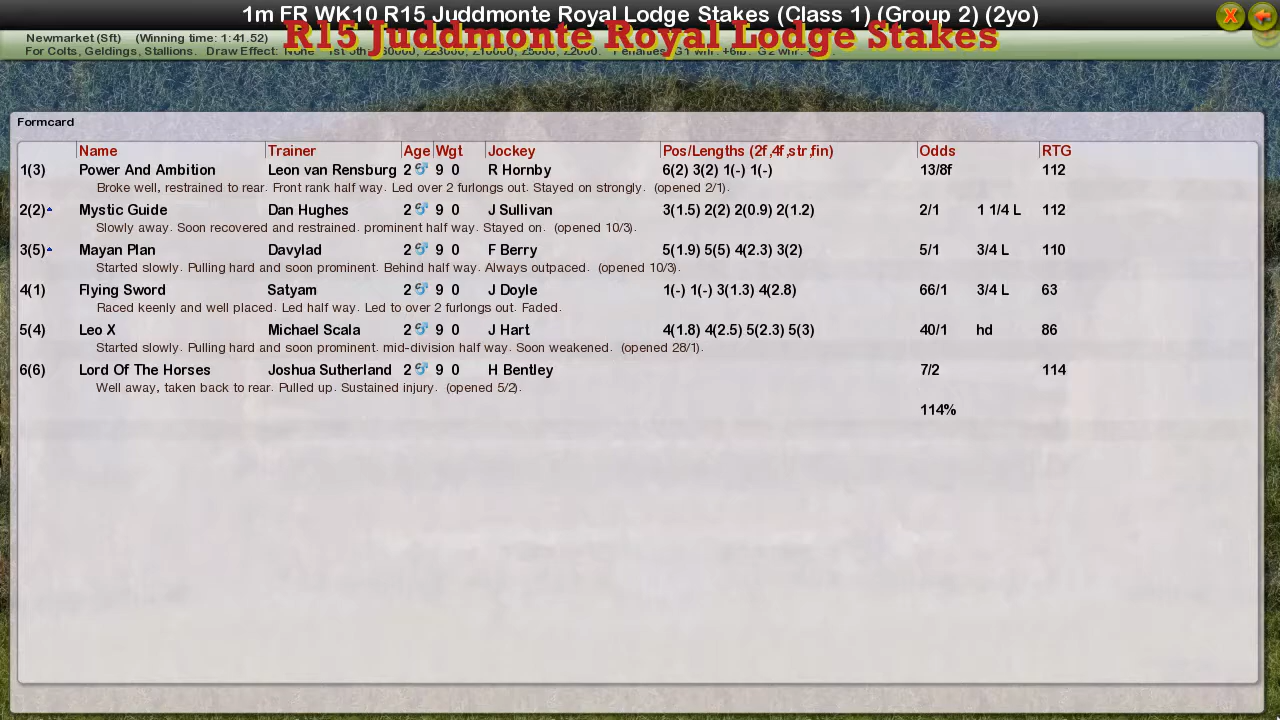 1m FR WK10 R15 Juddmonte Royal Lodge Stakes (Class 1) (Group 2) (2yo)
R15 Juddmonte Royal Lodge Stakes
Newmarket (Sft) (Winning time: 1:41.52)
For Colts, Geldings, Stallions. Draw Effect: None
Formcard
Name Trainer Age Wgt Jockey Pos/Lengths (2f,4f,str,fin) Odds RTG
1(3) Power And Ambition Leon van Rensburg 2 9 0 R Hornby 6(2) 3(2) 1(-) 1(-) 13/8f 112
Broke well, restrained to rear. Front rank half way. Led over 2 furlongs out. Stayed on strongly. (opened 2/1).
2(2) Mystic Guide Dan Hughes 2 9 0 J Sullivan 3(1.5) 2(2) 2(0.9) 2(1.2) 2/1 1 1/4 L 112
Slowly away. Soon recovered and restrained. prominent half way. Stayed on. (opened 10/3).
3(5) Mayan Plan Davylad 2 9 0 F Berry 5(1.9) 5(5) 4(2.3) 3(2) 5/1 3/4 L 110
Started slowly. Pulling hard and soon prominent. Behind half way. Always outpaced. (opened 10/3).
4(1) Flying Sword Satyam 2 9 0 J Doyle 1(-) 1(-) 3(1.3) 4(2.8) 66/1 3/4 L 63
Raced keenly and well placed. Led half way. Led to over 2 furlongs out. Faded.
5(4) Leo X Michael Scala 2 9 0 J Hart 4(1.8) 4(2.5) 5(2.3) 5(3) 40/1 hd 86
Started slowly. Pulling hard and soon prominent. mid-division half way. Soon weakened. (opened 28/1).
6(6) Lord Of The Horses Joshua Sutherland 2 9 0 H Bentley 7/2 114
Well away, taken back to rear. Pulled up. Sustained injury. (opened 5/2).
114%